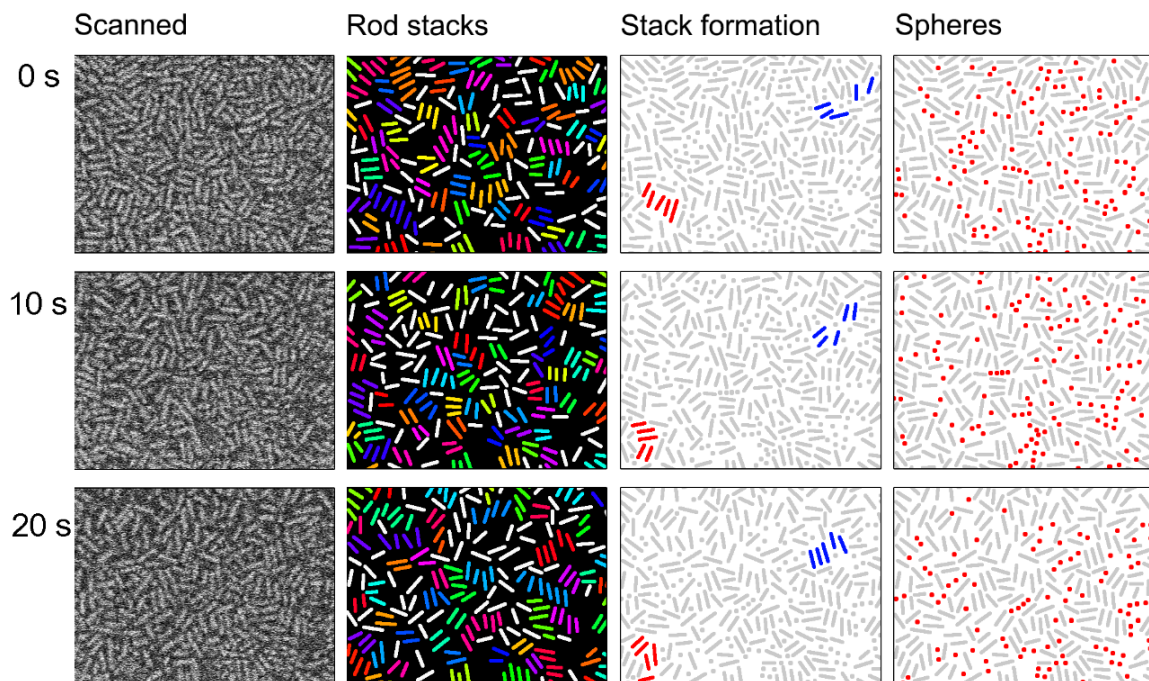 Scanned
Rod stacks
Stack formation
Spheres
0 s
10 s
20 s